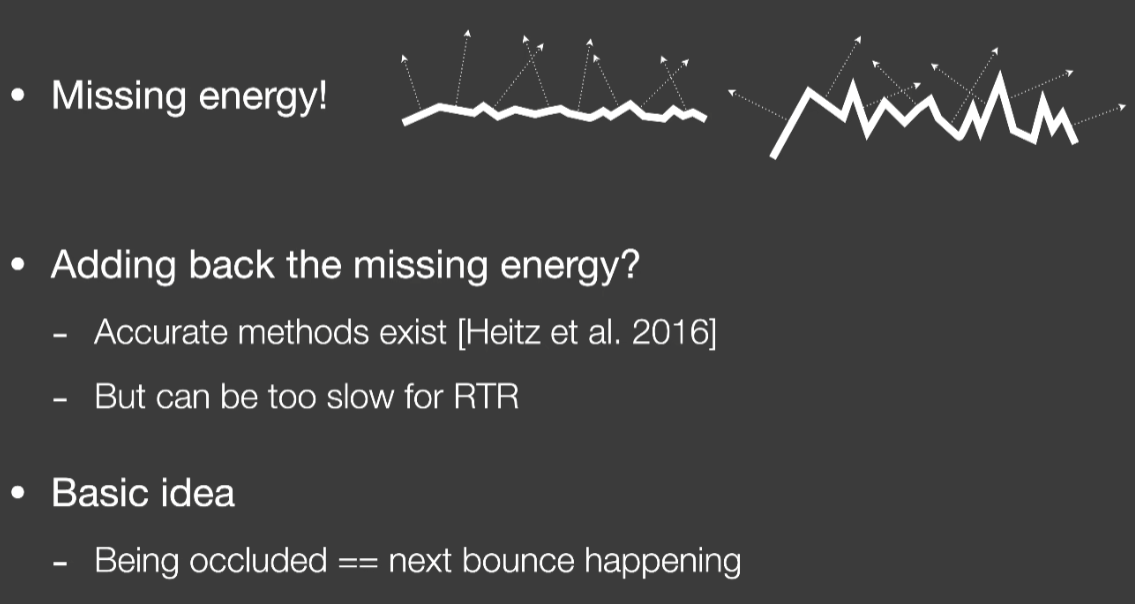 • Missing energy!
• Adding back the missing energy?
- Accurate methods exist [Heitz et al. 2016]
- But can be too slow for RTR
• Basic idea
- Being occluded == next bounce happening